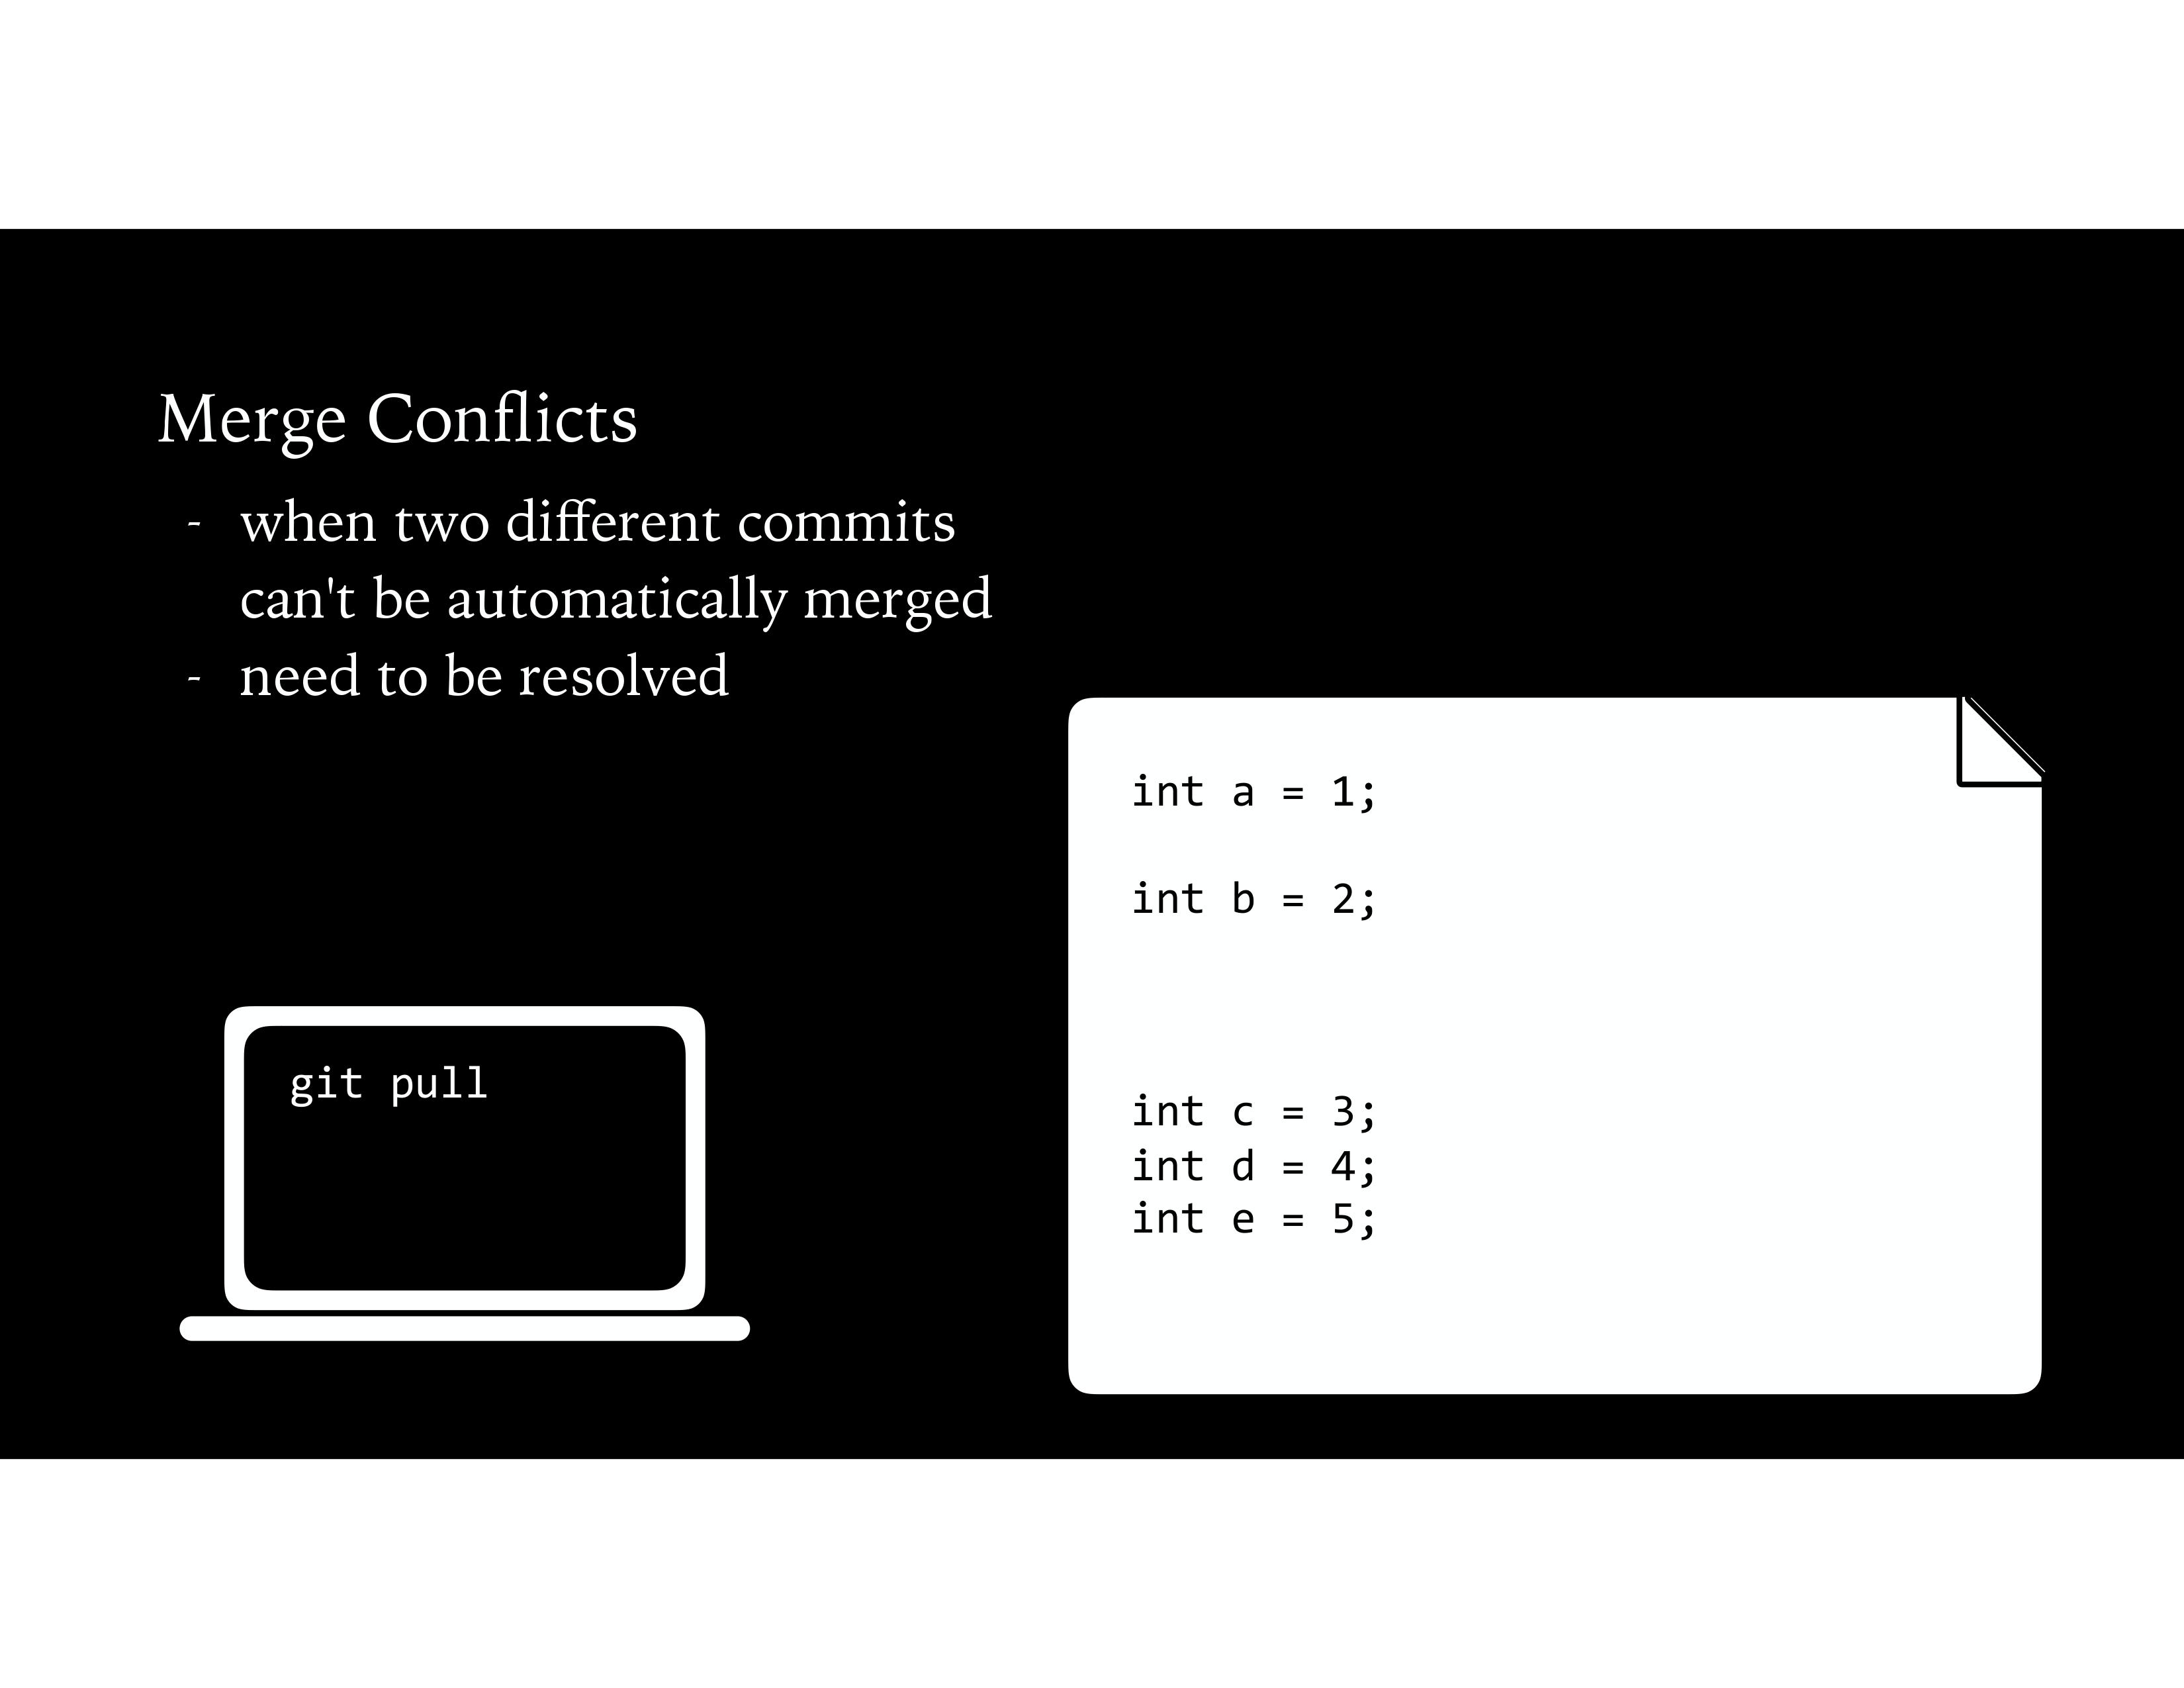 Merge Conflicts
- when two different commits
can't be automatically merged
- need to be resolved
git pull
int a = 1;
int b = 2;
int c = 3;
int d = 4;
int e = 5;